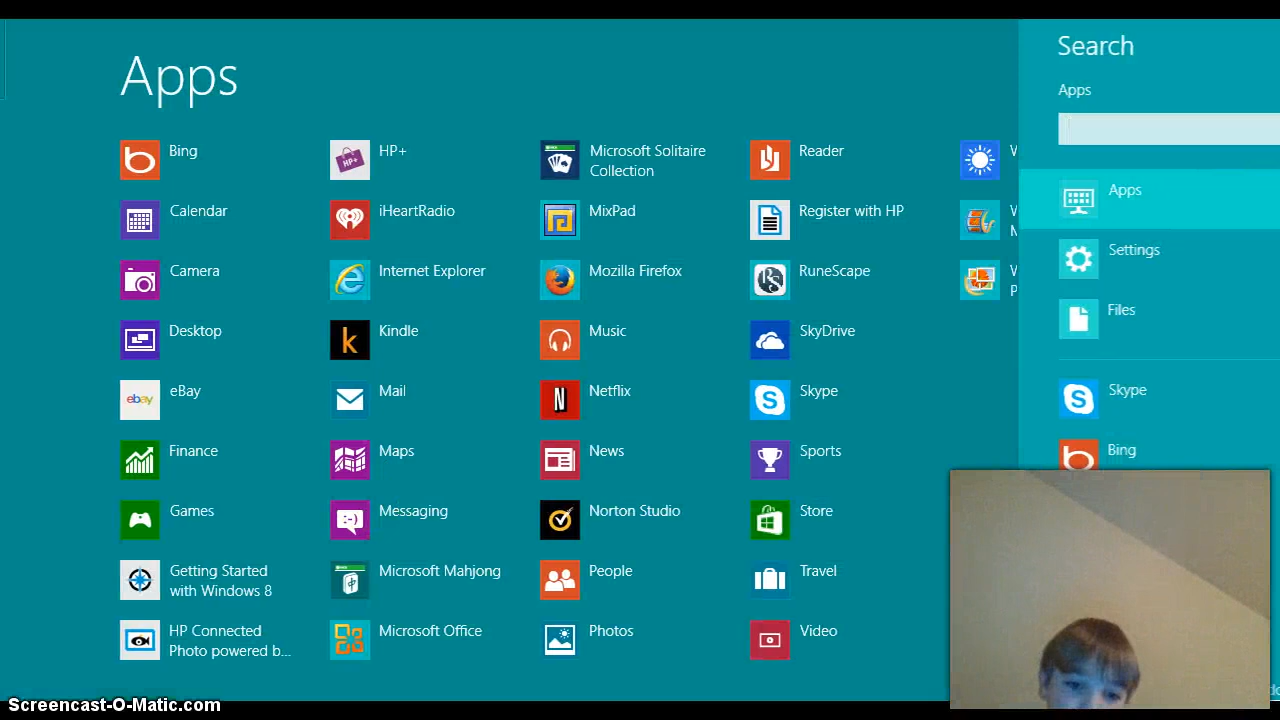 Apps
Bing
Calendar
Camera
Desktop
eBay
Finance
Games
Getting Started
with Windows 8
HP Connected
Photo powered b...
HP+
iHeartRadio
Internet Explorer
Kindle
Mail
Maps
Messaging
Microsoft Mahjong
Microsoft Office
Microsoft Solitaire
Collection
MixPad
Mozilla Firefox
Music
Netflix
News
Norton Studio
People
Photos
Reader
Register with HP
RuneScape
SkyDrive
Skype
Sports
Store
Travel
Video
Search
Apps
Apps
Settings
Files
Skype
Bing
Screencast-O-Matic.com